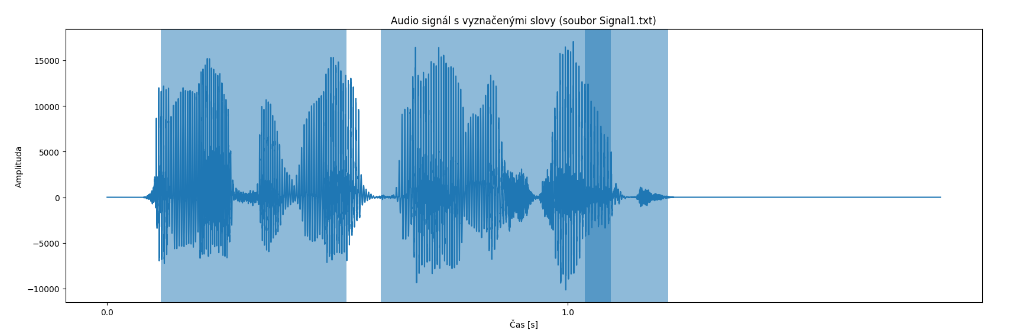 Audio signál s vyznačenými slovy (soubor Signal1.txt)
15000
10000
5000
0
−5000
−10000
Amplituda
0.0 1.0
Čas [s]